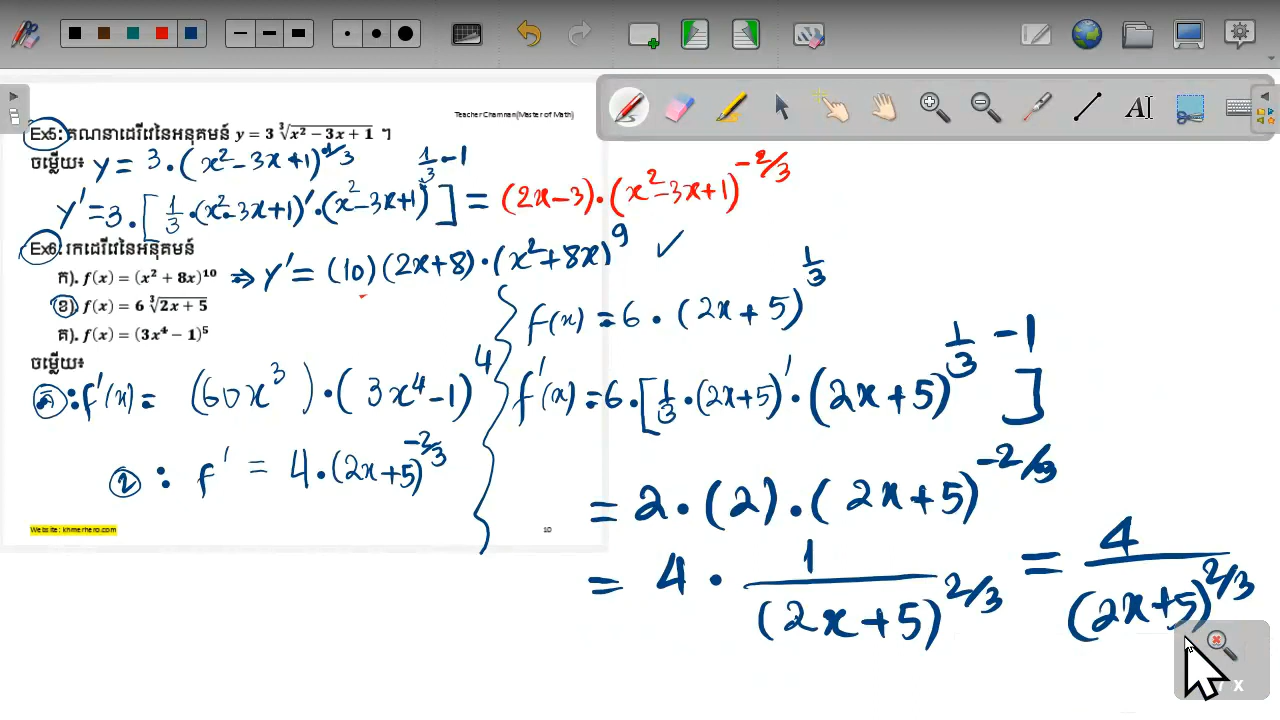 Teacher Chamnan(Master of Math)
Ex5: គណនាដេរីវេនៃអនុគមន៍ y = 3 ∛(x² − 3x + 1) ។
ចម្លើយ៖ y = 3·(x² − 3x + 1)^1/3
y' = 3·[1/3·(x² − 3x + 1)'·(x² − 3x + 1)^(1/3 − 1)] = (2x − 3)·(x² − 3x + 1)^−2/3
Ex6: រកដេរីវេនៃអនុគមន៍
ក). f(x) = (x² + 8x)¹⁰ ⇒ y' = (10)(2x + 8)·(x² + 8x)⁹ ✓
ខ). f(x) = 6 ∛(2x + 5)
គ). f(x) = (3x⁴ − 1)⁵
ចម្លើយ៖
គ: f'(x) = (60x³)·(3x⁴ − 1)⁴
2: f' = 4·(2x + 5)^−2/3
f(x) = 6·(2x + 5)^1/3
f'(x) = 6·[1/3·(2x + 5)'·(2x + 5)^(1/3 − 1)]
= 2·(2)·(2x + 5)^−2/3
= 4·1/(2x + 5)^2/3 = 4/(2x + 5)^2/3
Website: khmerhero.com
10